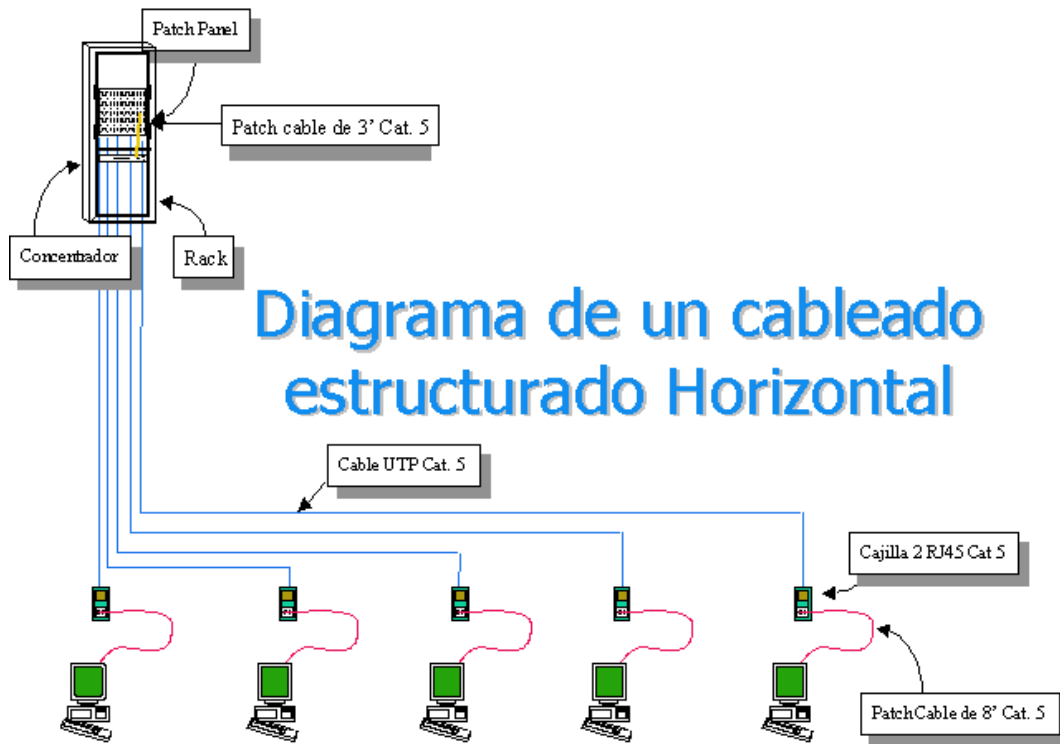 Patch Panel
Patch cable de 3' Cat. 5
Concentrador
Rack
Diagrama de un cableado
estructurado Horizontal
Cable UTP Cat. 5
Cajilla 2 RJ45 Cat 5
PatchCable de 8' Cat. 5